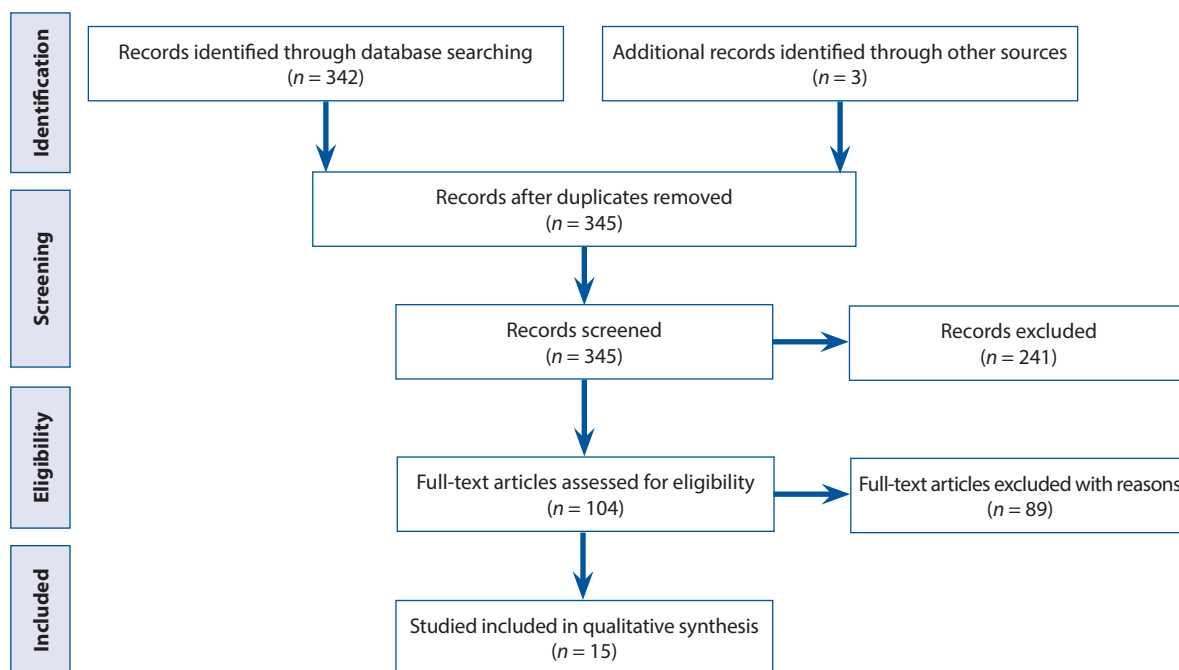 Identification
Records identified through database searching
(n = 342)
Additional records identified through other sources
(n = 3)
Screening
Records after duplicates removed
(n = 345)
Records screened
(n = 345)
Records excluded
(n = 241)
Eligibility
Full-text articles assessed for eligibility
(n = 104)
Full-text articles excluded with reasons
(n = 89)
Included
Studied included in qualitative synthesis
(n = 15)